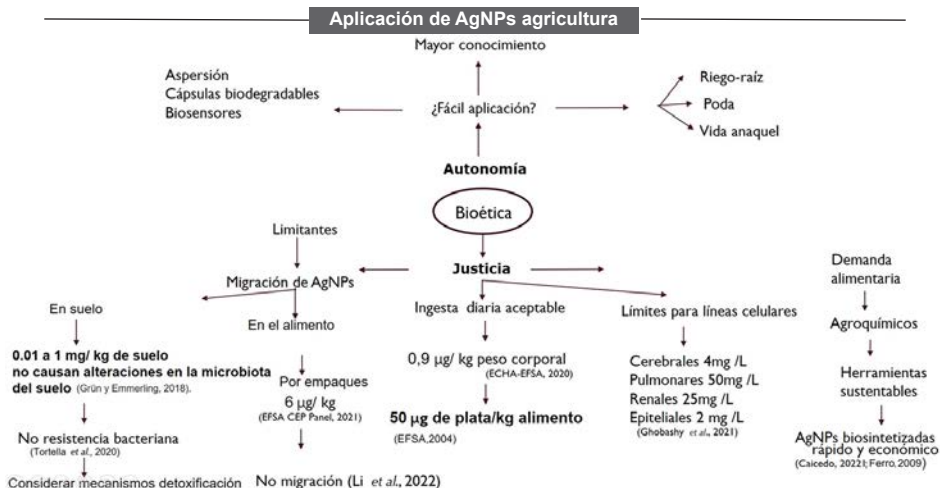 Aplicación de AgNPs agricultura
Mayor conocimiento
Aspersión
Cápsulas biodegradables
Biosensores
¿Fácil aplicación?
Riego-raíz
Poda
Vida anaquel
Autonomía
Bioética
Limitantes
Justicia
Migración de AgNPs
En suelo
0.01 a 1 mg/ kg de suelo
no causan alteraciones en la microbiota
del suelo (Grün y Emmerling, 2018).
No resistencia bacteriana
(Tortella et al., 2020)
Considerar mecanismos detoxificación
En el alimento
Por empaques
6 µg/ kg
(EFSA CEP Panel, 2021)
No migración (Li et al., 2022)
Ingesta diaria aceptable
0,9 µg/ kg peso corporal
(ECHA-EFSA, 2020)
50 µg de plata/kg alimento
(EFSA,2004)
Límites para líneas celulares
Cerebrales 4mg /L
Pulmonares 50mg /L
Renales 25mg /L
Epiteliales 2 mg /L
(Ghobashy et al., 2021)
Demanda
alimentaria
Agroquímicos
Herramientas
sustentables
AgNPs biosintetizadas
rápido y económico
(Caicedo, 2022l; Ferro, 2009)